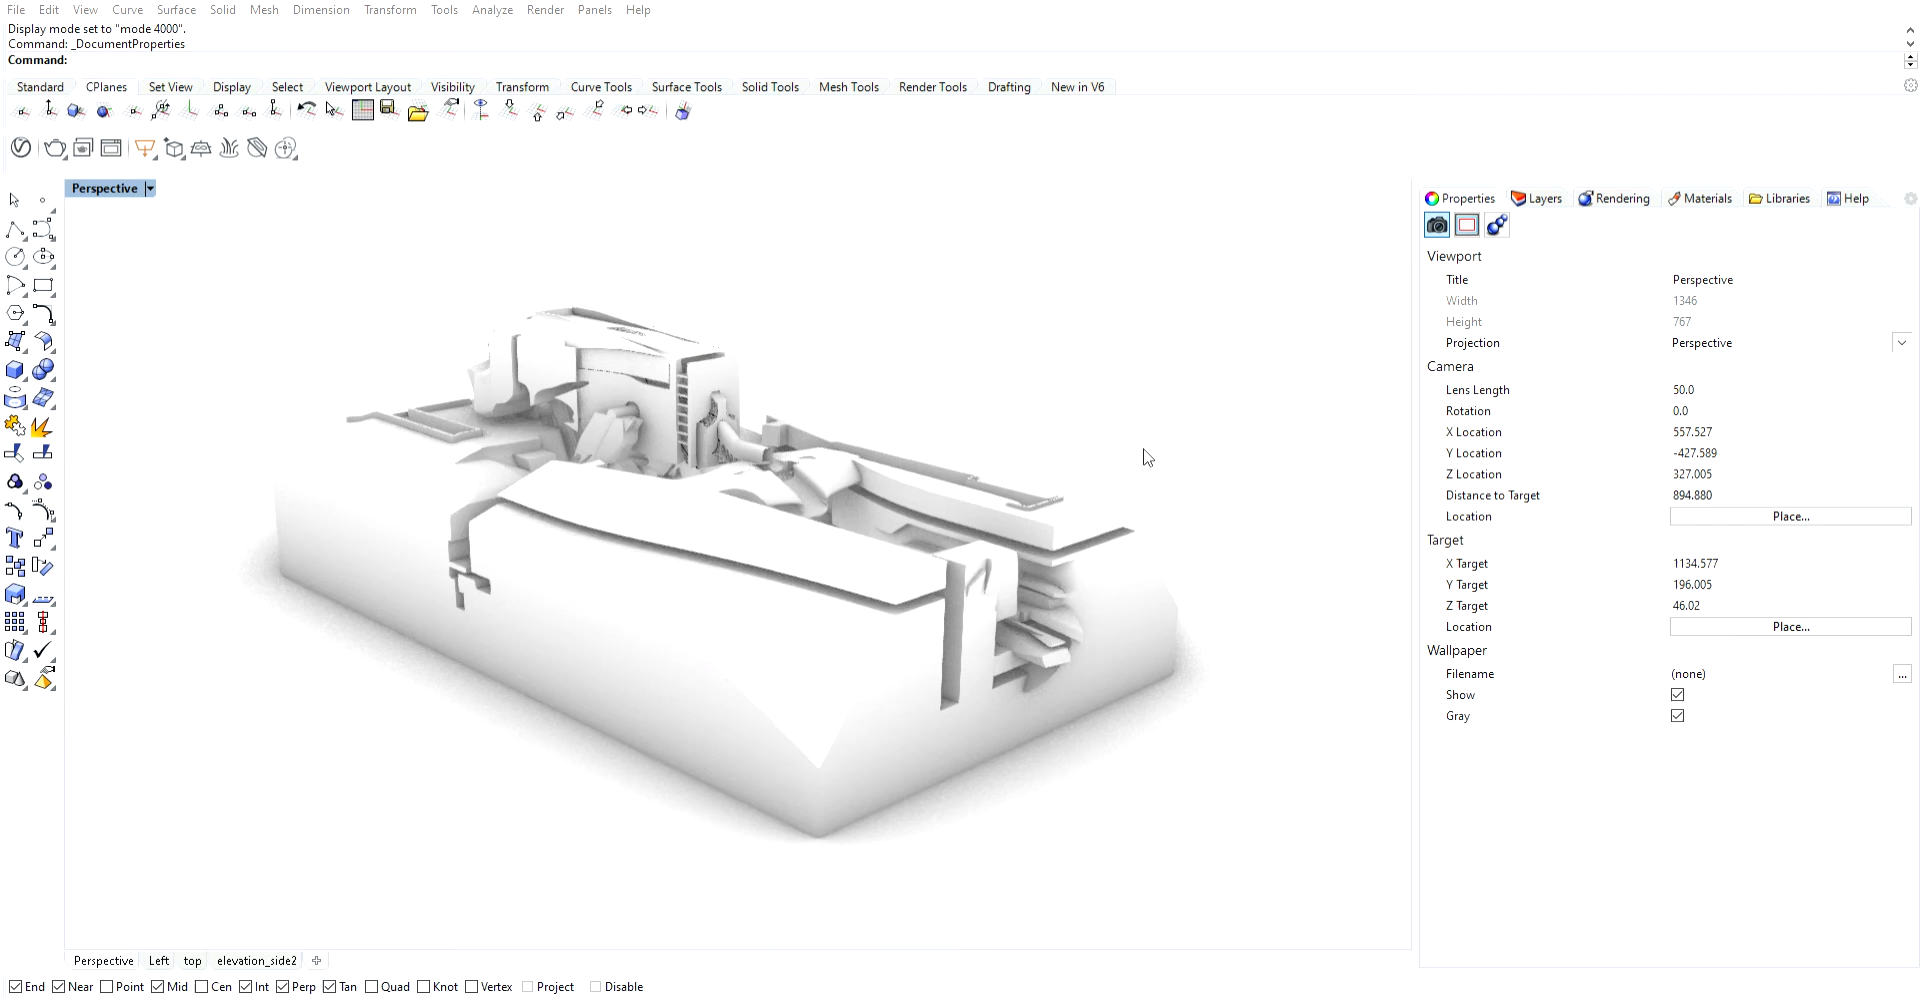 File Edit View Curve Surface Solid Mesh Dimension Transform Tools Analyze Render Panels Help
Display mode set to "mode 4000".
Command: _DocumentProperties
Command:
Standard CPlanes Set View Display Select Viewport Layout Visibility Transform Curve Tools Surface Tools Solid Tools Mesh Tools Render Tools Drafting New in V6
Perspective
Properties Layers Rendering Materials Libraries Help
Viewport
Title Perspective
Width 1346
Height 767
Projection Perspective
Camera
Lens Length 50.0
Rotation 0.0
X Location 557.527
Y Location -427.589
Z Location 327.005
Distance to Target 894.880
Location Place...
Target
X Target 1134.577
Y Target 196.005
Z Target 46.02
Location Place...
Wallpaper
Filename (none) ...
Show
Gray
Perspective Left top elevation_side2
End Near Point Mid Cen Int Perp Tan Quad Knot Vertex Project Disable